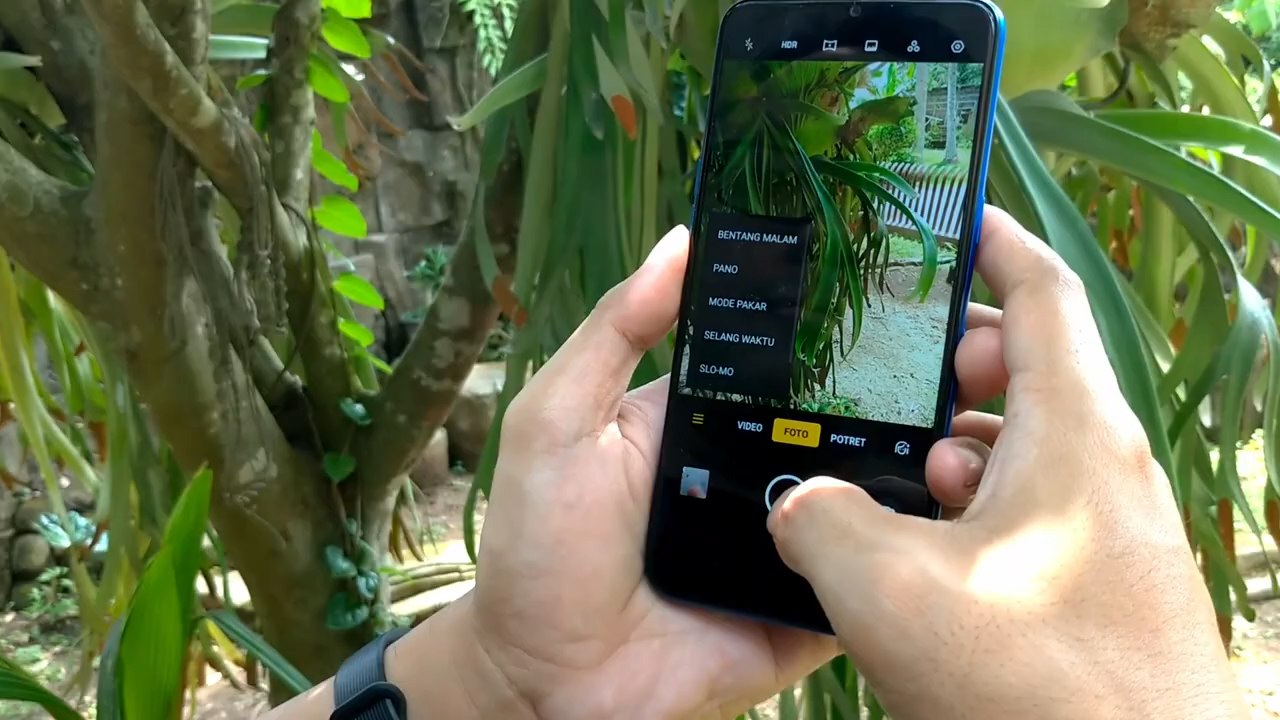 HDR
BENTANG MALAM
PANO
MODE PAKAR
SELANG WAKTU
SLO-MO
VIDEO FOTO POTRET